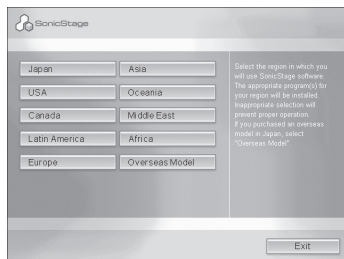 SonicStage
Japan
Asia
USA
Oceania
Canada
Middle East
Latin America
Africa
Europe
Overseas Model
Select the region in which you
will use SonicStage software.
The appropriate program(s) for
your region will be installed.
Inappropriate selection will
prevent proper operation.
If you purchased an overseas
model in Japan, select
"Overseas Model".
Exit